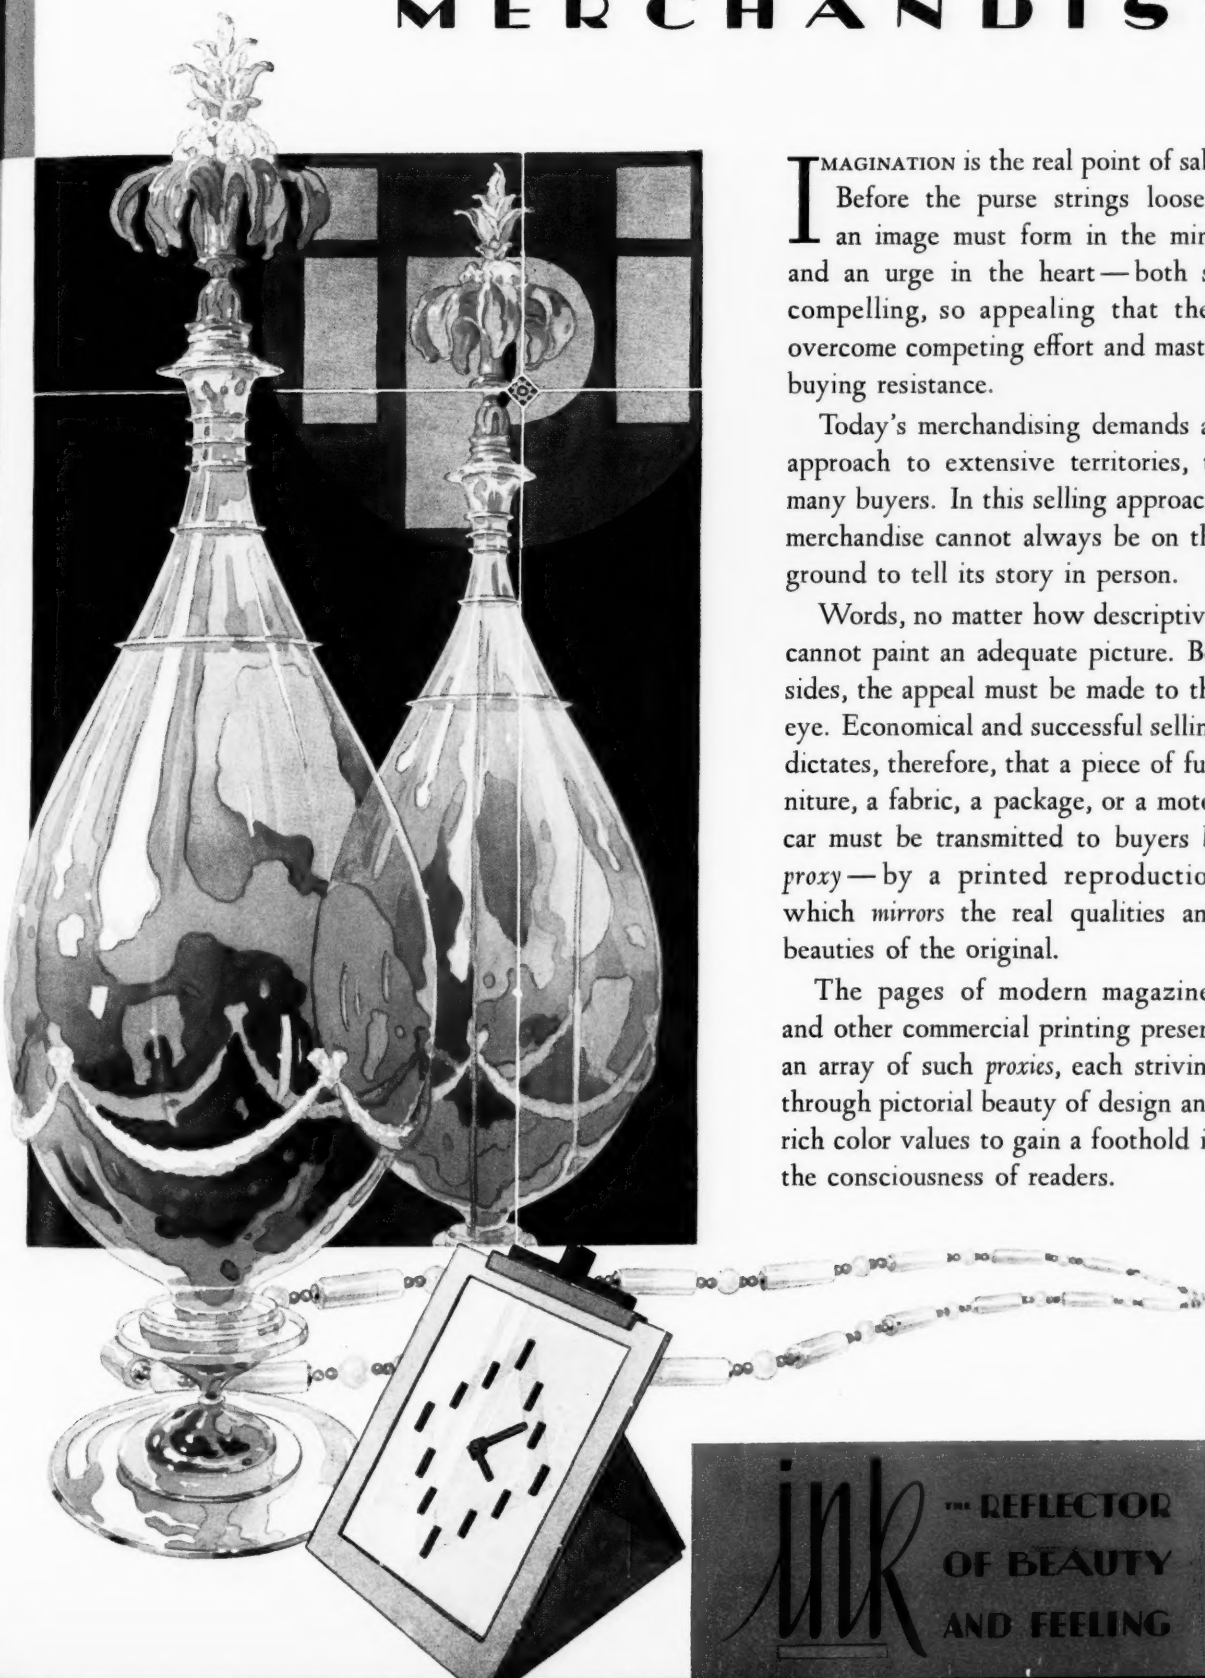 MERCHANDIS
IMAGINATION is the real point of sal
Before the purse strings loose
an image must form in the min
and an urge in the heart—both s
compelling, so appealing that the
overcome competing effort and mast
buying resistance.
Today's merchandising demands a
approach to extensive territories, t
many buyers. In this selling approac
merchandise cannot always be on th
ground to tell its story in person.
Words, no matter how descriptiv
cannot paint an adequate picture. Be
sides, the appeal must be made to th
eye. Economical and successful sellin
dictates, therefore, that a piece of fu
niture, a fabric, a package, or a moto
car must be transmitted to buyers b
proxy—by a printed reproductio
which mirrors the real qualities an
beauties of the original.
The pages of modern magazine
and other commercial printing presen
an array of such proxies, each strivin
through pictorial beauty of design an
rich color values to gain a foothold i
the consciousness of readers.
ink
THE REFLECTOR
OF BEAUTY
AND FEELING